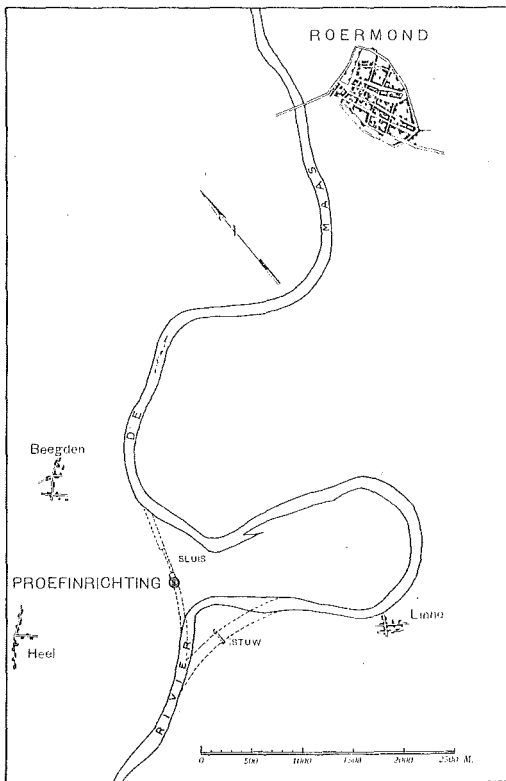 ROERMOND
DE RIVIER MAAS
Beegden
SLUIS
PROEFINRICHTING
Linne
STUW
Heel
0 500 1000 1500 2000 2500 M.